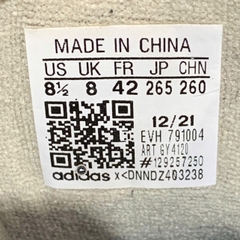 MADE IN CHINA
US UK FR JP CHN
8½ 8 42 265 260
12/21
EVH 791004
ART GY4120
#129257250
adidas x<DNNDZ403238